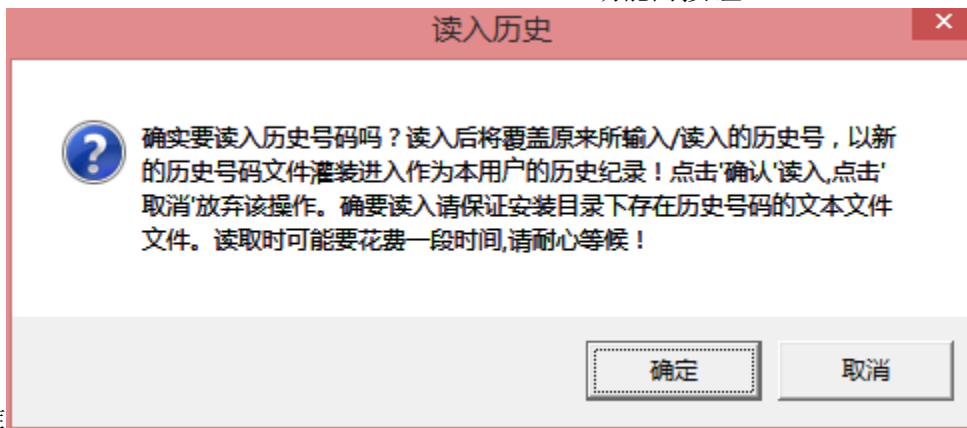 读入历史
确实要读入历史号码吗？读入后将覆盖原来所输入/读入的历史号，以新
的历史号码文件灌装进入作为本用户的历史纪录！点击'确认'读入,点击'
取消'放弃该操作。确要读入请保证安装目录下存在历史号码的文本文件
文件。读取时可能要花费一段时间,请耐心等候！
确定
取消